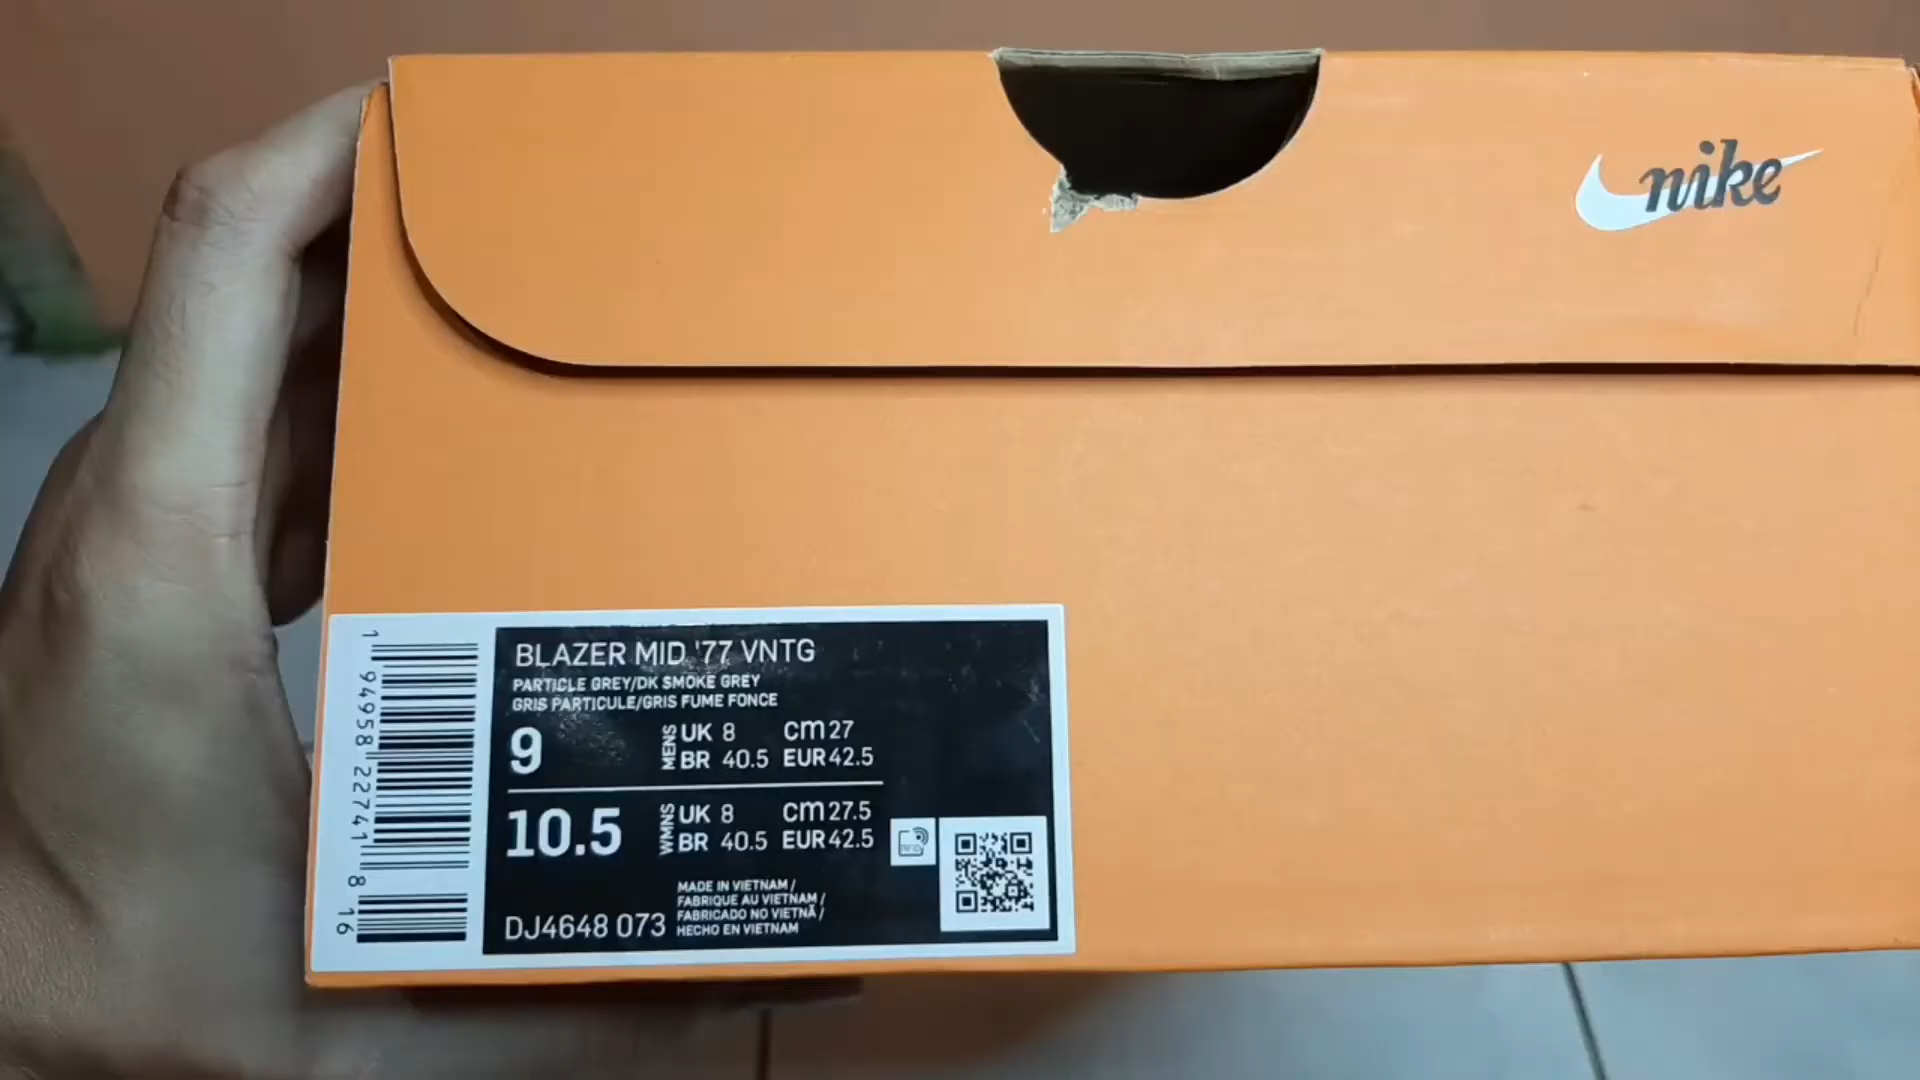 nike
BLAZER MID '77 VNTG
PARTICLE GREY/DK SMOKE GREY
GRIS PARTICULE/GRIS FUME FONCE
9 MENS UK 8 cm 27
BR 40.5 EUR 42.5
10.5 WMNS UK 8 cm 27.5
BR 40.5 EUR 42.5
MADE IN VIETNAM /
FABRIQUE AU VIETNAM /
FABRICADO NO VIETNÃ /
HECHO EN VIETNAM
DJ4648 073
RFID
1 94958 22741 8 16